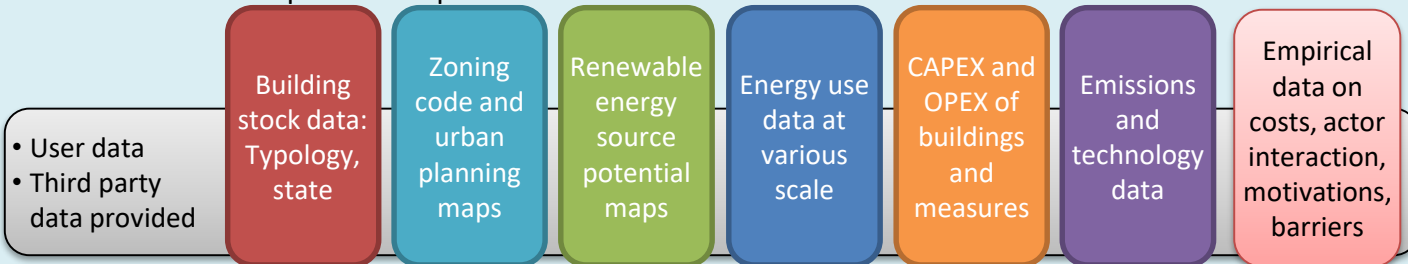 • User data
• Third party
data provided
Building
stock data:
Typology,
state
Zoning
code and
urban
planning
maps
Renewable
energy
source
potential
maps
Energy use
data at
various
scale
CAPEX and
OPEX of
buildings
and
measures
Emissions
and
technology
data
Empirical
data on
costs, actor
interaction,
motivations,
barriers